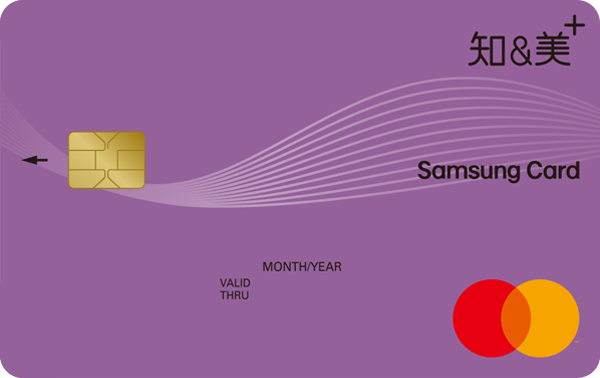 知&美+
Samsung Card
MONTH/YEAR
VALID
THRU